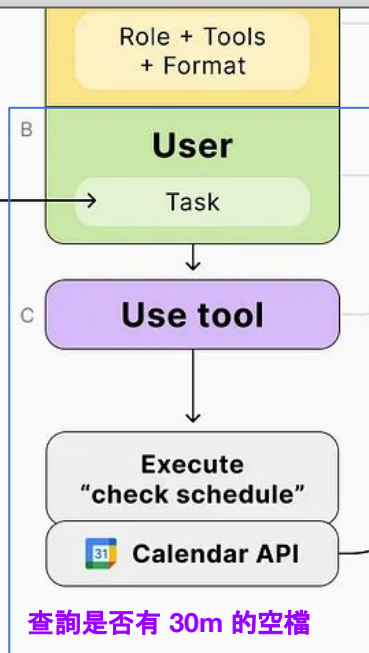 Role + Tools
+ Format
B
User
Task
C
Use tool
Execute
“check schedule”
31
Calendar API
查詢是否有 30m 的空檔